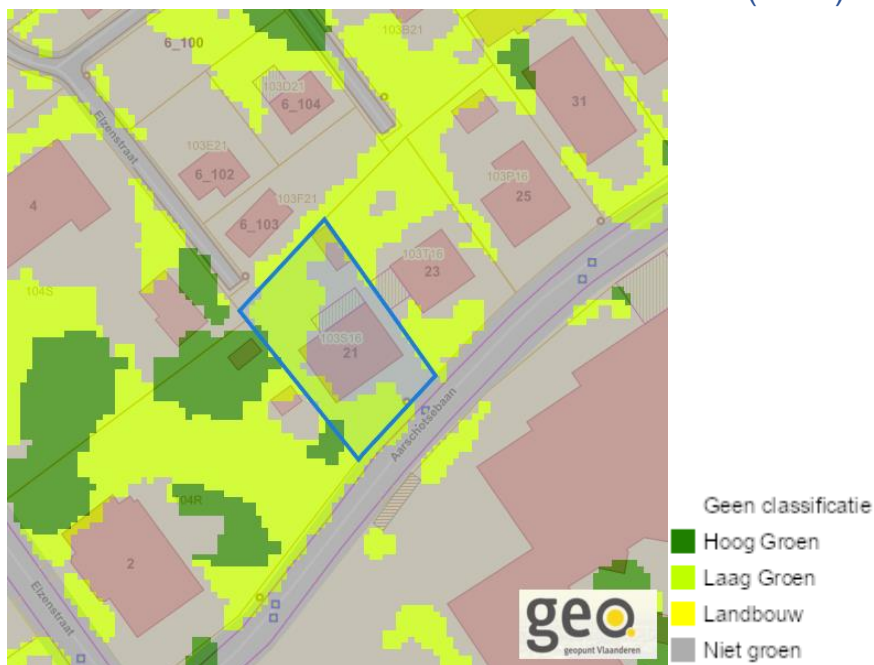 6_100
103B21
103D21
6_104
31
Elzenstraat
103E21
6_102
103P16
25
4
103F21
6_103
103T16
23
104S
103S16
21
Aarschotsebaan
104R
2
Elzenstraat
geo
geopunt Vlaanderen
Geen classificatie
Hoog Groen
Laag Groen
Landbouw
Niet groen